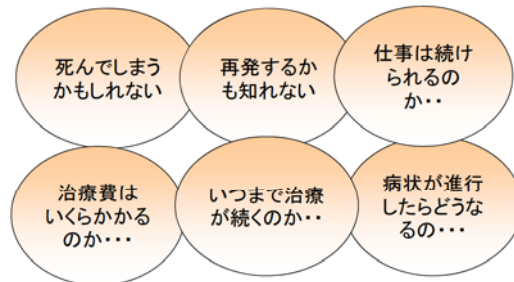 死んでしまう
かもしれない
再発するか
も知れない
仕事は続け
られるの
か・・
治療費は
いくらかかる
のか・・・
いつまで治療
が続くのか・・
病状が進行
したらどうな
るの・・・